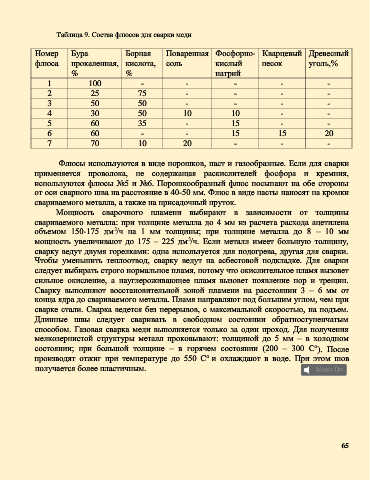 Таблица 9. Состав флюсов для сварки меди
Номер флюса | Бура прокаленная, % | Борная кислота, % | Поваренная соль | Фосфорно-кислый натрий | Кварцевый песок | Древесный уголь,%
1 | 100 | - | - | - | - | -
2 | 25 | 75 | - | - | - | -
3 | 50 | 50 | - | - | - | -
4 | 30 | 50 | 10 | 10 | - | -
5 | 60 | 35 | - | 15 | - | -
6 | 60 | - | - | 15 | 15 | 20
7 | 70 | 10 | 20 | - | - | -
Флюсы используются в виде порошков, паст и газообразные. Если для сварки
применяется проволока, не содержащая раскислителей фосфора и кремния,
используются флюсы №5 и №6. Порошкообразный флюс посыпают на обе стороны
от оси сварного шва на расстояние в 40-50 мм. Флюс в виде пасты наносят на кромки
свариваемого металла, а также на присадочный пруток.
Мощность сварочного пламени выбирают в зависимости от толщины
свариваемого металла: при толщине металла до 4 мм из расчета расхода ацетилена
объемом 150-175 дм³/ч на 1 мм толщины; при толщине металла до 8 – 10 мм
мощность увеличивают до 175 – 225 дм³/ч. Если металл имеет большую толщину,
сварку ведут двумя горелками: одна используется для подогрева, другая для сварки.
Чтобы уменьшить теплоотвод, сварку ведут на асбестовой подкладке. Для сварки
следует выбирать строго нормальное пламя, потому что окислительное пламя вызовет
сильное окисление, а науглероживающее пламя вызовет появление пор и трещин.
Сварку выполняют восстановительной зоной пламени на расстоянии 3 – 6 мм от
конца ядра до свариваемого металла. Пламя направляют под большим углом, чем при
сварке стали. Сварка ведется без перерывов, с максимальной скоростью, на подъем.
Длинные швы следует сваривать в свободном состоянии обратноступенчатым
способом. Газовая сварка меди выполняется только за один проход. Для получения
мелкозернистой структуры металл проковывают: толщиной до 5 мм – в холодном
состоянии; при большой толщине – в горячем состоянии (200 – 300 С°). После
производят отжиг при температуре до 550 С° и охлаждают в воде. При этом шов
получается более пластичным.
65